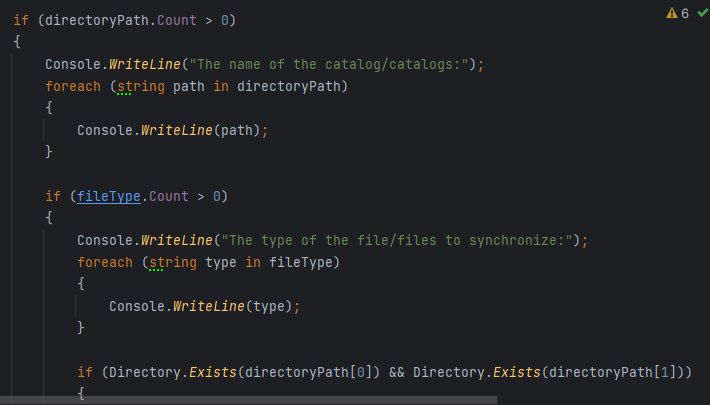 if (directoryPath.Count > 0)
6
{
Console.WriteLine("The name of the catalog/catalogs:");
foreach (string path in directoryPath)
{
Console.WriteLine(path);
}
if (fileType.Count > 0)
{
Console.WriteLine("The type of the file/files to synchronize:");
foreach (string type in fileType)
{
Console.WriteLine(type);
}
if (Directory.Exists(directoryPath[0]) && Directory.Exists(directoryPath[1]))
{